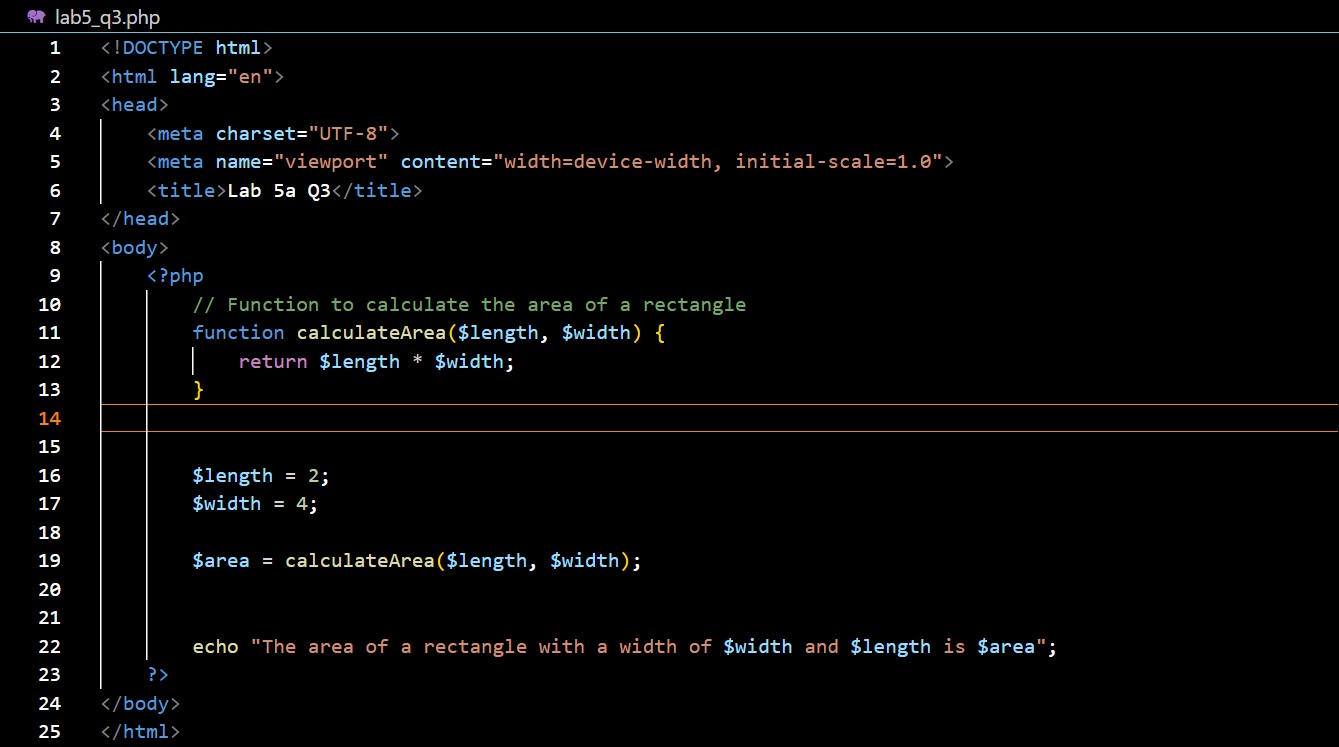 lab5_q3.php
1 <!DOCTYPE html>
2 <html lang="en">
3 <head>
4     <meta charset="UTF-8">
5     <meta name="viewport" content="width=device-width, initial-scale=1.0">
6     <title>Lab 5a Q3</title>
7 </head>
8 <body>
9     <?php
10         // Function to calculate the area of a rectangle
11         function calculateArea($length, $width) {
12             return $length * $width;
13         }
14
15
16         $length = 2;
17         $width = 4;
18
19         $area = calculateArea($length, $width);
20
21
22         echo "The area of a rectangle with a width of $width and $length is $area";
23     ?>
24 </body>
25 </html>